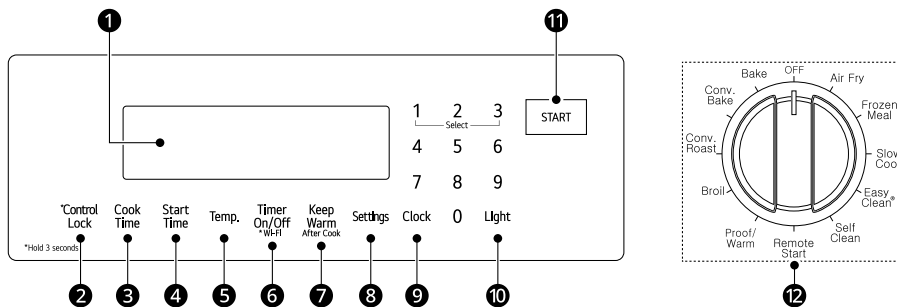 1
11
1 2 3
Select
START
4 5 6
7 8 9
*Control
Lock
Cook
Time
Start
Time
Temp.
Timer
On/Off
*Wi-Fi
Keep
Warm
After Cook
Settings
Clock
0
Light
*Hold 3 seconds
2 3 4 5 6 7 8 9 10
OFF
Air Fry
Frozen
Meal
Slow
Coo
Easy
Clean®
Self
Clean
Remote
Start
Proof/
Warm
Broil
Conv.
Roast
Conv.
Bake
Bake
12